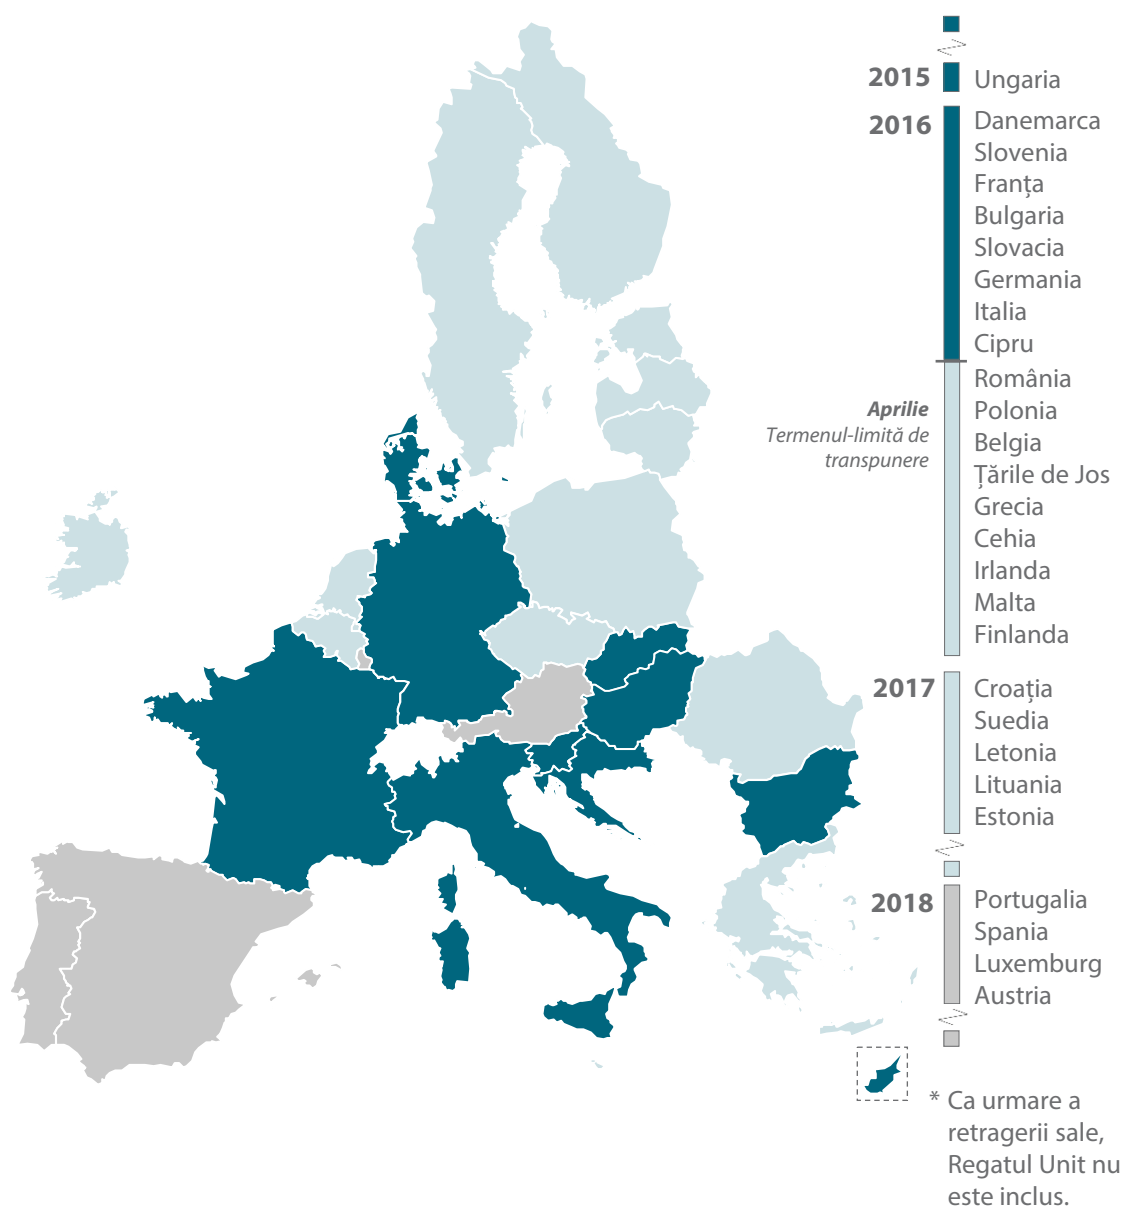 2015
Ungaria
2016
Danemarca
Slovenia
Franța
Bulgaria
Slovacia
Germania
Italia
Cipru
Aprilie
Termenul-limită de
transpunere
România
Polonia
Belgia
Țările de Jos
Grecia
Cehia
Irlanda
Malta
Finlanda
2017
Croația
Suedia
Letonia
Lituania
Estonia
2018
Portugalia
Spania
Luxemburg
Austria
* Ca urmare a
retragerii sale,
Regatul Unit nu
este inclus.